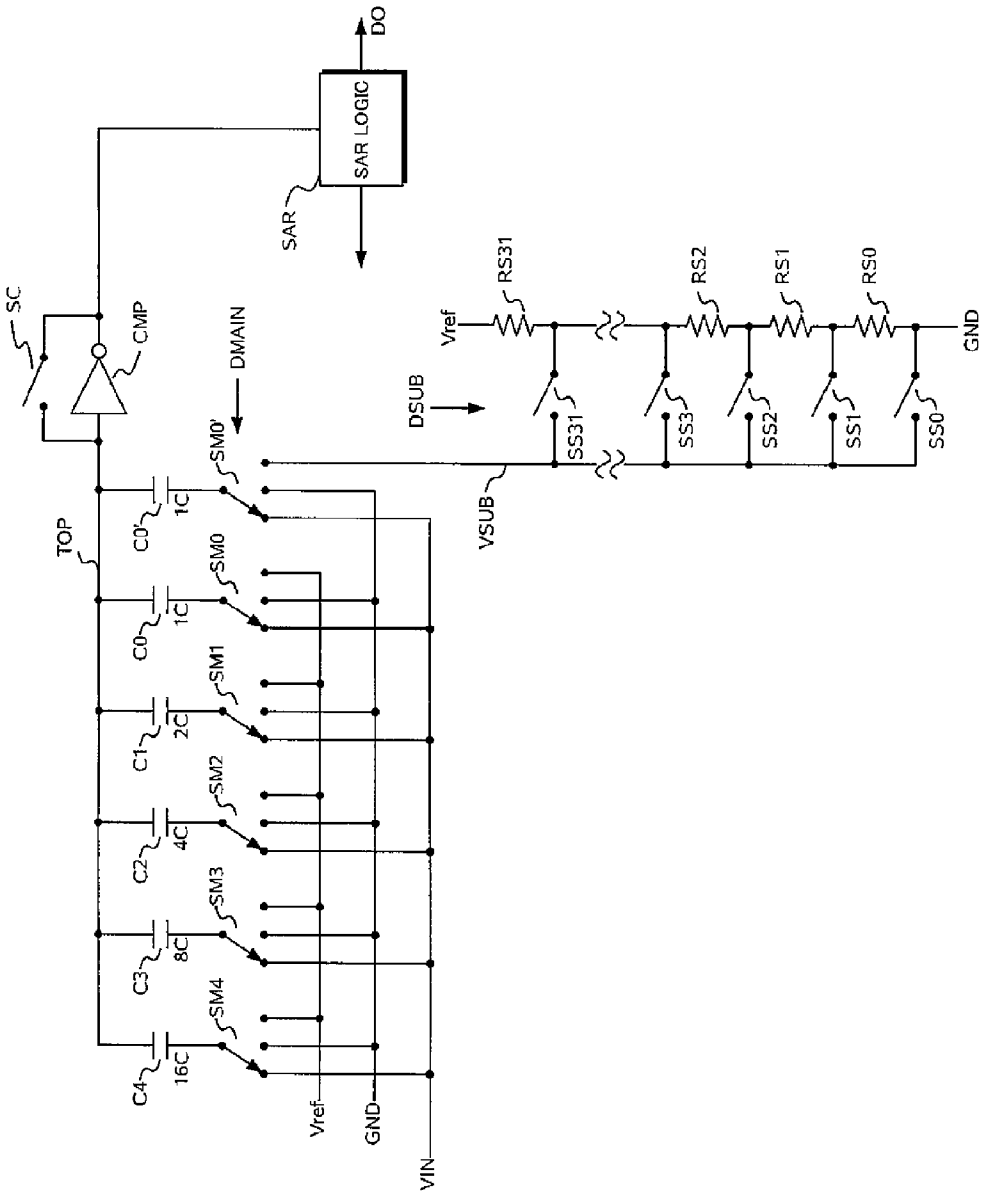 SC
CMP
TOP
C4
16C
C3
8C
C2
4C
C1
2C
C0
1C
C0'
1C
SM4
SM3
SM2
SM1
SM0
SM0'
DMAIN
Vref
GND
VIN
SAR
SAR LOGIC
DO
VSUB
DSUB
Vref
RS31
RS2
RS1
RS0
SS31
SS3
SS2
SS1
SS0
GND